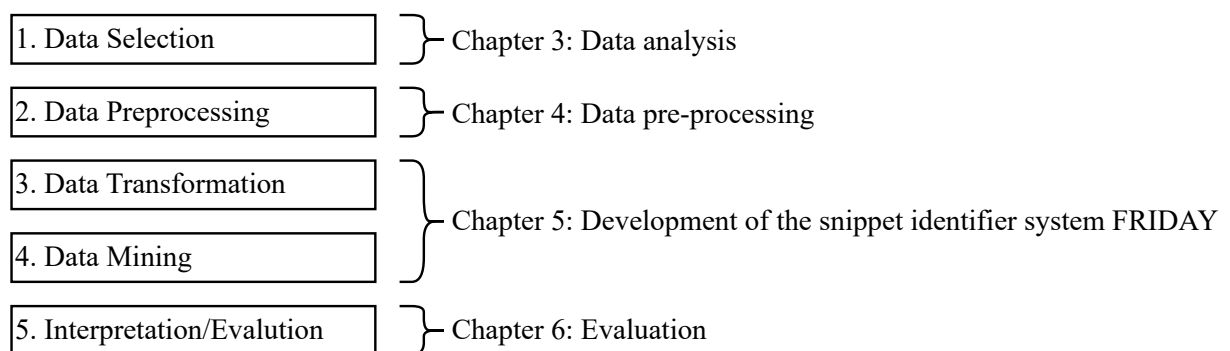 1. Data Selection
Chapter 3: Data analysis
2. Data Preprocessing
Chapter 4: Data pre-processing
3. Data Transformation
Chapter 5: Development of the snippet identifier system FRIDAY
4. Data Mining
5. Interpretation/Evalution
Chapter 6: Evaluation